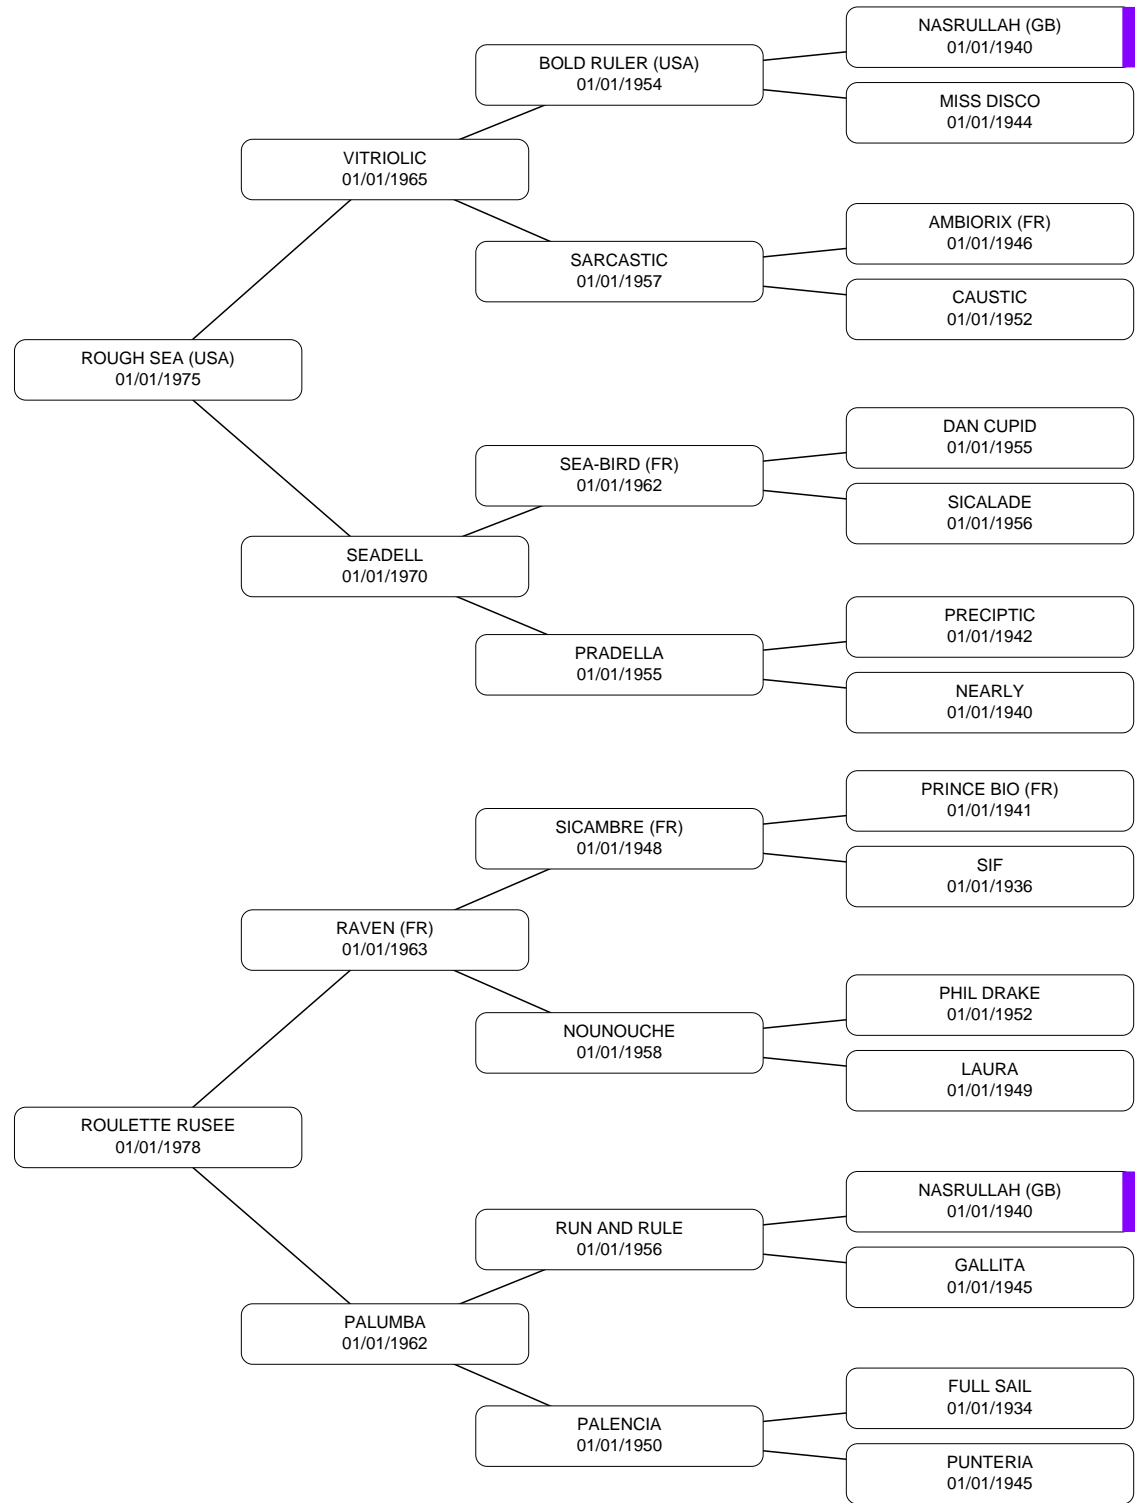 NASRULLAH (GB)
01/01/1940
BOLD RULER (USA)
01/01/1954
MISS DISCO
01/01/1944
VITRIOLIC
01/01/1965
AMBIORIX (FR)
01/01/1946
SARCASTIC
01/01/1957
CAUSTIC
01/01/1952
ROUGH SEA (USA)
01/01/1975
DAN CUPID
01/01/1955
SEA-BIRD (FR)
01/01/1962
SICALADE
01/01/1956
SEADELL
01/01/1970
PRECIPTIC
01/01/1942
PRADELLA
01/01/1955
NEARLY
01/01/1940
PRINCE BIO (FR)
01/01/1941
SICAMBRE (FR)
01/01/1948
SIF
01/01/1936
RAVEN (FR)
01/01/1963
PHIL DRAKE
01/01/1952
NOUNOUCHE
01/01/1958
LAURA
01/01/1949
ROULETTE RUSEE
01/01/1978
NASRULLAH (GB)
01/01/1940
RUN AND RULE
01/01/1956
GALLITA
01/01/1945
PALUMBA
01/01/1962
FULL SAIL
01/01/1934
PALENCIA
01/01/1950
PUNTERIA
01/01/1945